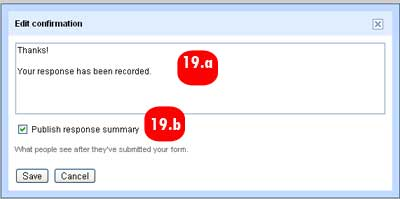 Edit confirmation
Thanks!
Your response has been recorded.
19.a
Publish response summary
19.b
What people see after they've submitted your form.
Save
Cancel